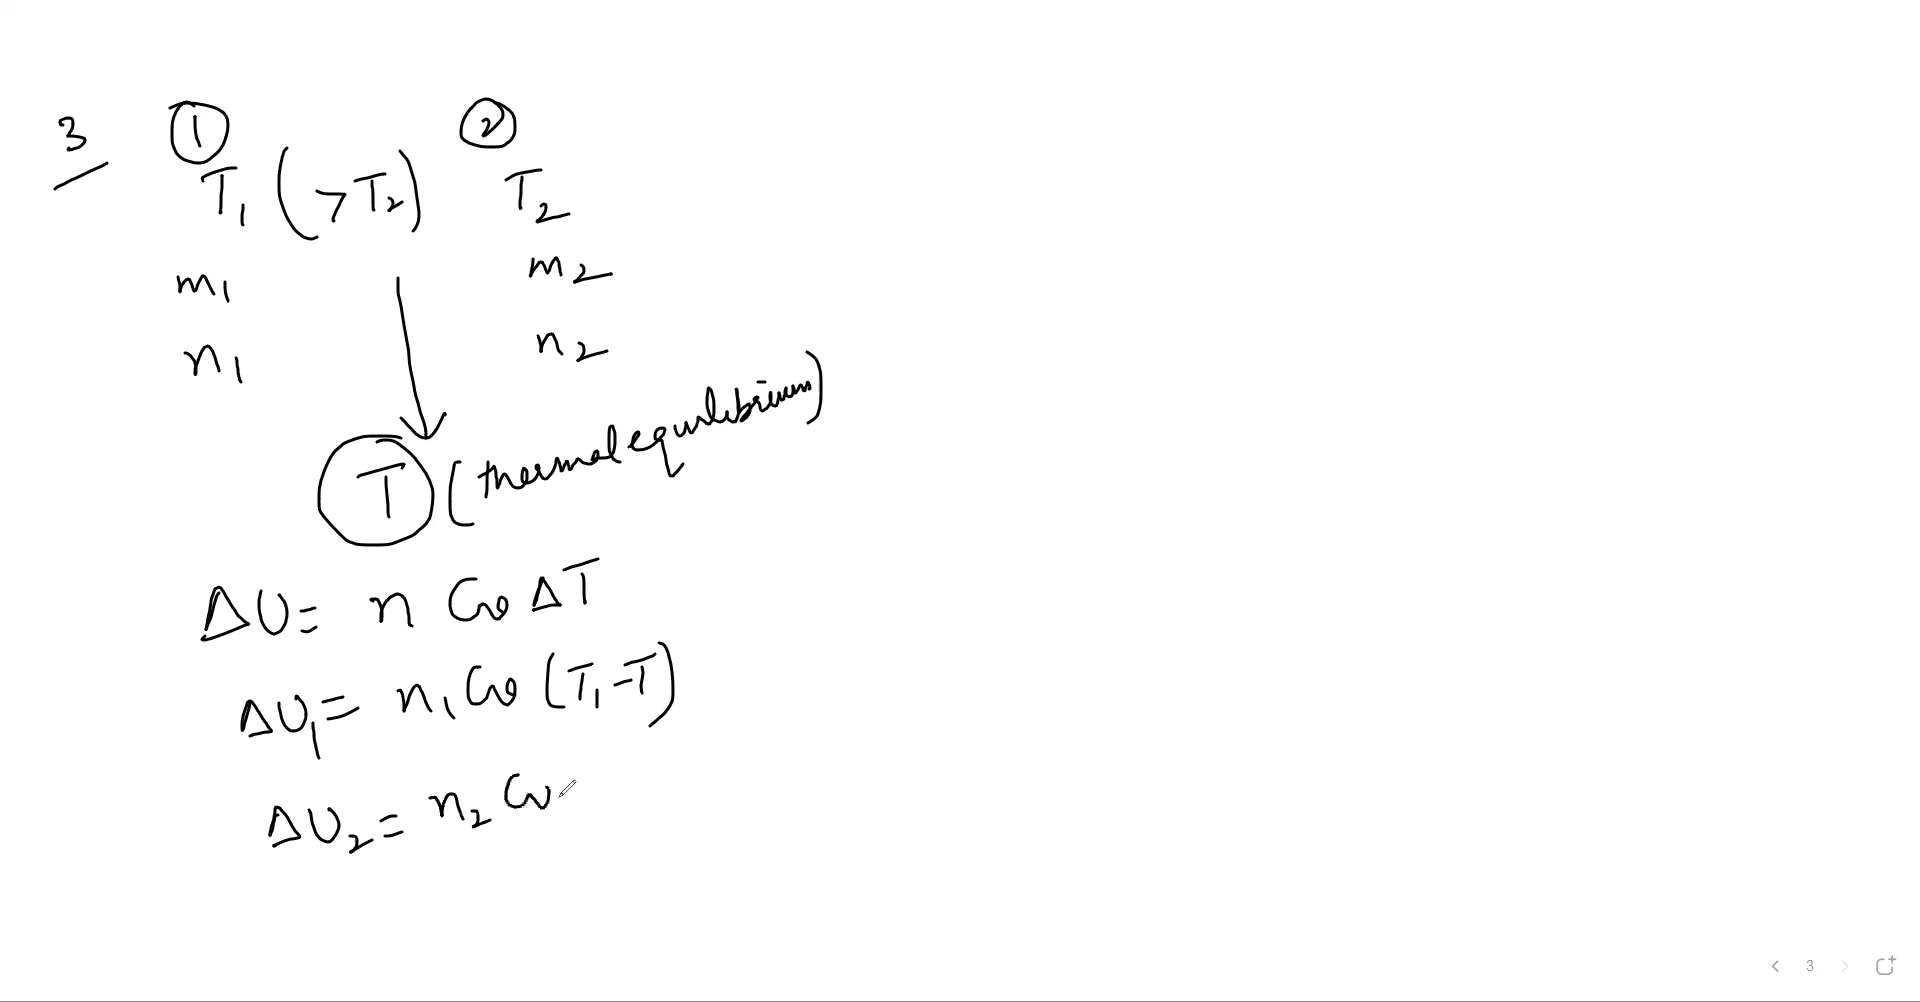 3 ① ②
T₁ (>T₂) T₂
m₁ m₂
n₁ n₂
T (thermal equilibrium)
ΔU = n Cv ΔT
ΔU₁ = n₁ Cv (T₁ - T)
ΔU₂ = n₂ Cv
3